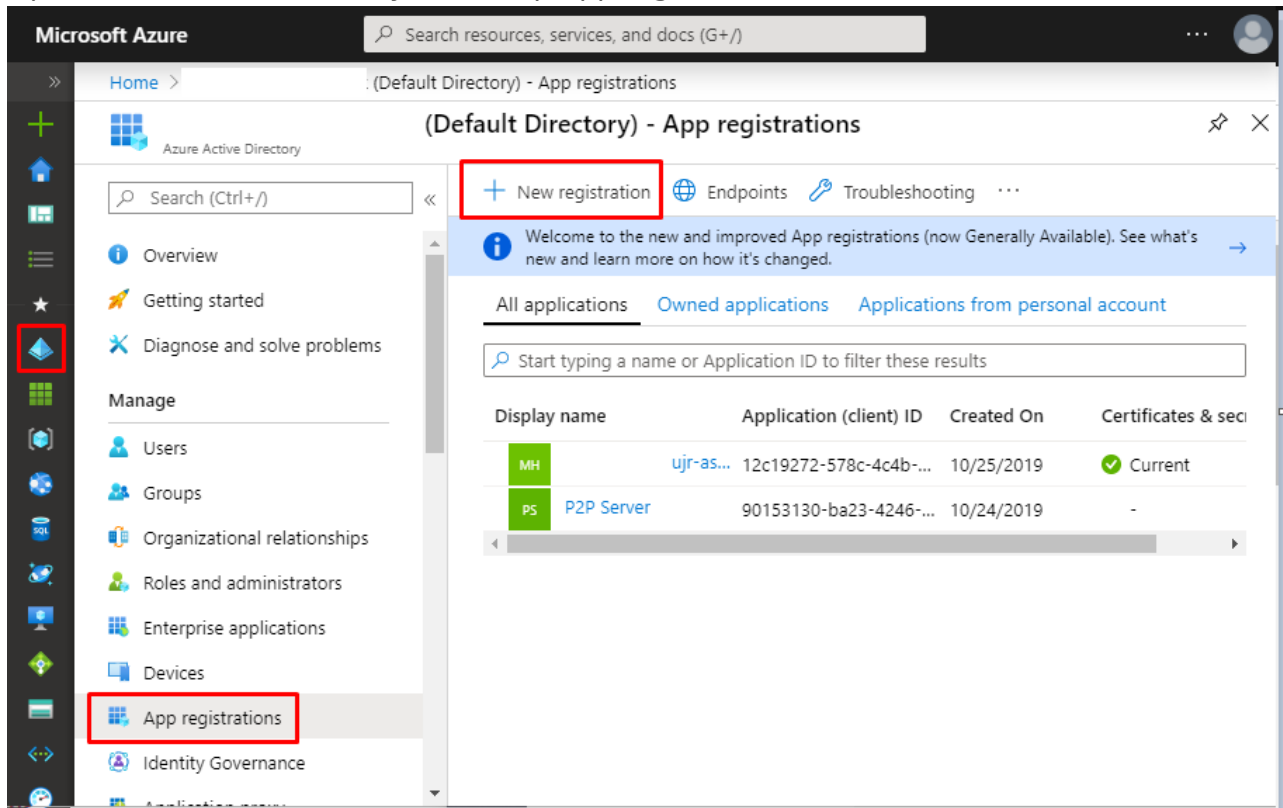 Microsoft Azure
Search resources, services, and docs (G+/)
...
Home > : (Default Directory) - App registrations
(Default Directory) - App registrations
Azure Active Directory
Search (Ctrl+/)
«
Overview
Getting started
Diagnose and solve problems
Manage
Users
Groups
Organizational relationships
Roles and administrators
Enterprise applications
Devices
App registrations
Identity Governance
+ New registration Endpoints Troubleshooting ...
Welcome to the new and improved App registrations (now Generally Available). See what's
new and learn more on how it's changed.
All applications Owned applications Applications from personal account
Start typing a name or Application ID to filter these results
Display name Application (client) ID Created On Certificates & sec
MH ujr-as... 12c19272-578c-4c4b-... 10/25/2019 Current
PS P2P Server 90153130-ba23-4246-... 10/24/2019 -
SQL